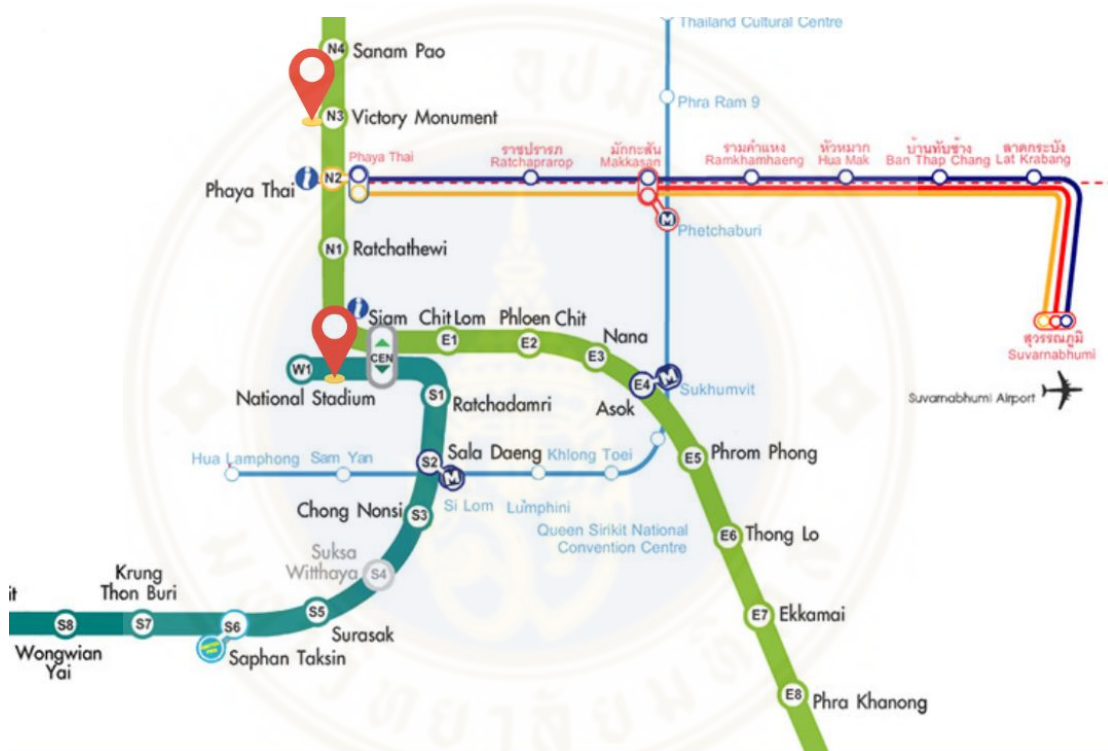 Thailand Cultural Centre
N4 Sanam Pao
Phra Ram 9
N3 Victory Monument
Phaya Thai
ราชปรารภ
Ratchaprarop
มักกะสัน
Makkasan
รามคำแหง
Ramkhamhaeng
หัวหมาก
Hua Mak
บ้านทับช้าง
Ban Thap Chang
ลาดกระบัง
Lat Krabang
Phaya Thai
i
N2
M
Phetchaburi
N1 Ratchathewi
i
Siam
Chit Lom
Phloen Chit
Nana
CEN
E1
E2
E3
W1
National Stadium
สุวรรณภูมิ
Suvarnabhumi
Suvarnabhumi Airport
E4
M
Sukhumvit
Asok
S1
Ratchadamri
Hua Lamphong
Sam Yan
S2
Sala Daeng
M
Si Lom
Khlong Toei
Lumphini
E5 Phrom Phong
Chong Nonsi
S3
Queen Sirikit National
Convention Centre
E6 Thong Lo
Suksa
Witthaya
S4
Krung
Thon Buri
it
S8
S7
S6
S5
Surasak
E7 Ekkamai
Wongwian
Yai
Saphan Taksin
E8 Phra Khanong